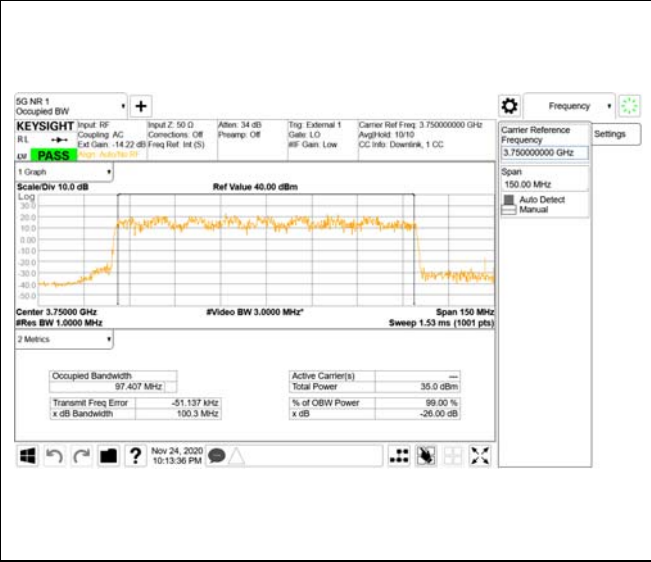 5G NR 1
Occupied BW
Frequency
KEYSIGHT
R L
PASS
Input: RF
Coupling: AC
Ext Gain: -14.22 dB
Align: Auto/No RF
Input Z: 50 Ω
Corrections: Off
Freq Ref: Int (S)
Atten: 34 dB
Preamp: Off
Trig: External 1
Gate: LO
#IF Gain: Low
Carrier Ref Freq: 3.750000000 GHz
Avg|Hold: 10/10
CC Info: Downlink, 1 CC
Carrier Reference
Frequency
3.750000000 GHz
Settings
Span
150.00 MHz
Auto Detect
Manual
1 Graph
Scale/Div 10.0 dB
Ref Value 40.00 dBm
Log
30.0
20.0
10.0
0.00
-10.0
-20.0
-30.0
-40.0
-50.0
Center 3.75000 GHz
#Video BW 3.0000 MHz*
Span 150 MHz
#Res BW 1.0000 MHz
Sweep 1.53 ms (1001 pts)
2 Metrics
Occupied Bandwidth
97.407 MHz
Transmit Freq Error -51.137 kHz
x dB Bandwidth 100.3 MHz
Active Carrier(s) —
Total Power 35.0 dBm
% of OBW Power 99.00 %
x dB -26.00 dB
Nov 24, 2020
10:13:36 PM